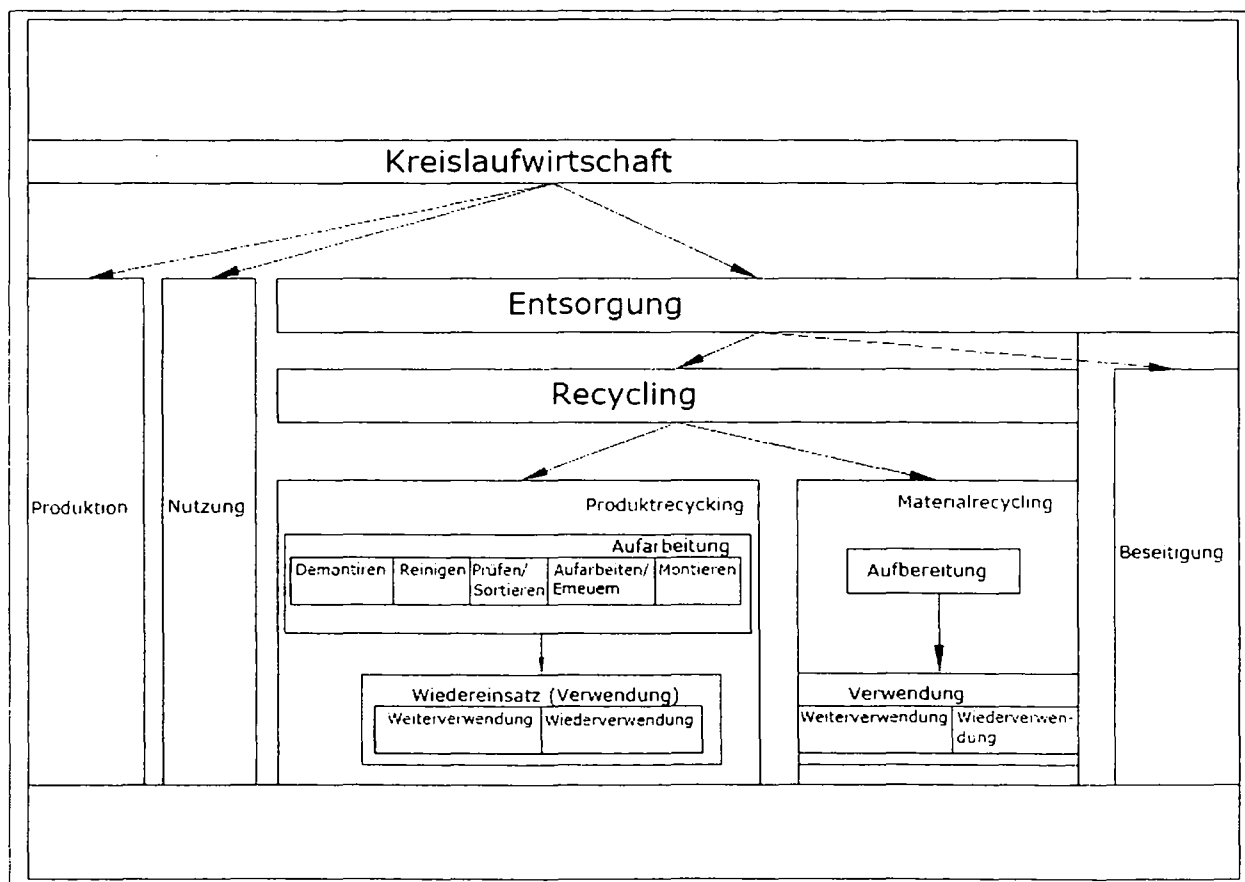 Kreislaufwirtschaft
Entsorgung
Recycling
Produktion
Nutzung
Produktrecycking
Materialrecycling
Beseitigung
Aufarbeitung
Demontiren
Reinigen
Prüfen/
Sortieren
Aufarbeiten/
Erneuern
Montieren
Aufbereitung
Wiedereinsatz (Verwendung)
Weiterverwendung
Wiederverwendung
Verwendung
Weiterverwendung
Wiederverwen-
dung